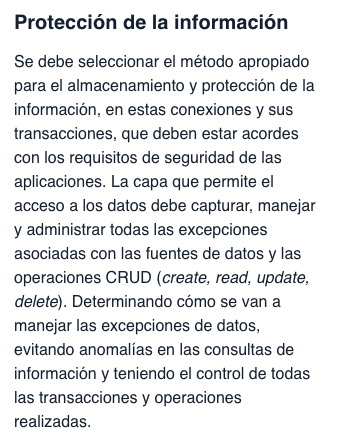 Protección de la información
Se debe seleccionar el método apropiado
para el almacenamiento y protección de la
información, en estas conexiones y sus
transacciones, que deben estar acordes
con los requisitos de seguridad de las
aplicaciones. La capa que permite el
acceso a los datos debe capturar, manejar
y administrar todas las excepciones
asociadas con las fuentes de datos y las
operaciones CRUD (create, read, update,
delete). Determinando cómo se van a
manejar las excepciones de datos,
evitando anomalías en las consultas de
información y teniendo el control de todas
las transacciones y operaciones
realizadas.